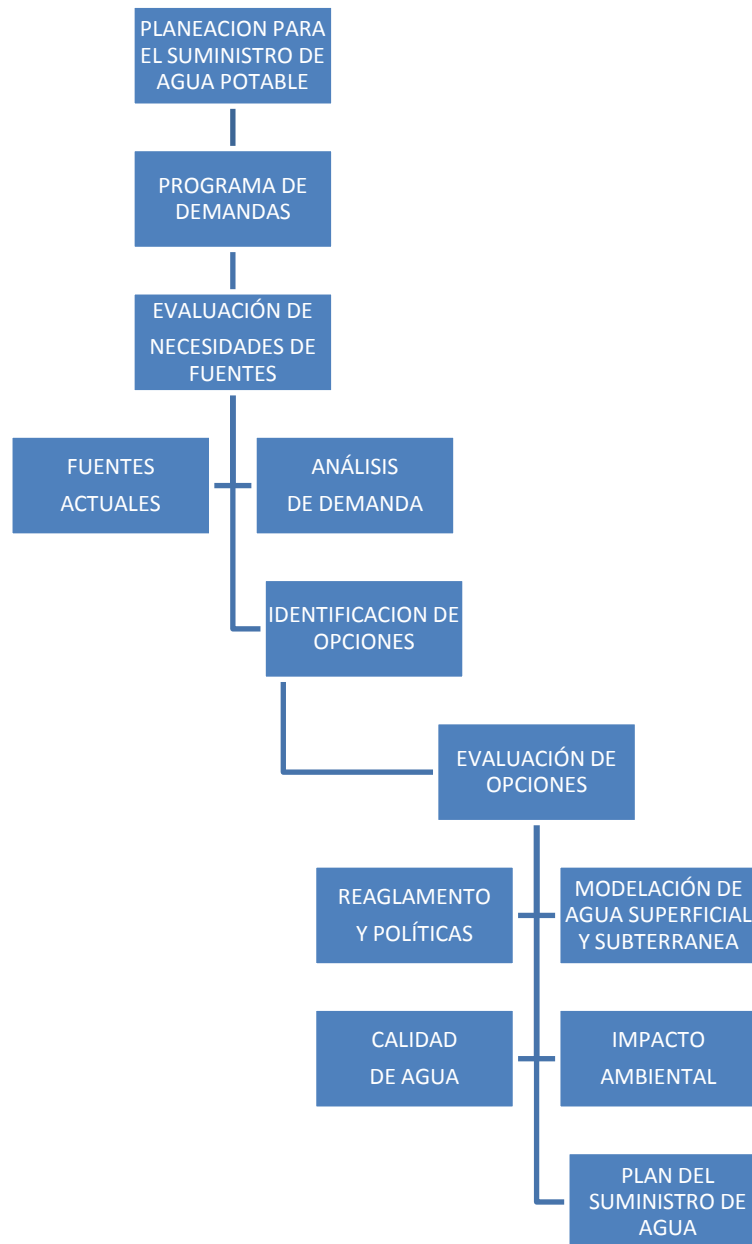 PLANEACION PARA
EL SUMINISTRO DE
AGUA POTABLE
PROGRAMA DE
DEMANDAS
EVALUACIÓN DE
NECESIDADES DE
FUENTES
FUENTES
ACTUALES
ANÁLISIS
DE DEMANDA
IDENTIFICACION DE
OPCIONES
EVALUACIÓN DE
OPCIONES
REAGLAMENTO
Y POLÍTICAS
MODELACIÓN DE
AGUA SUPERFICIAL
Y SUBTERRANEA
CALIDAD
DE AGUA
IMPACTO
AMBIENTAL
PLAN DEL
SUMINISTRO DE
AGUA